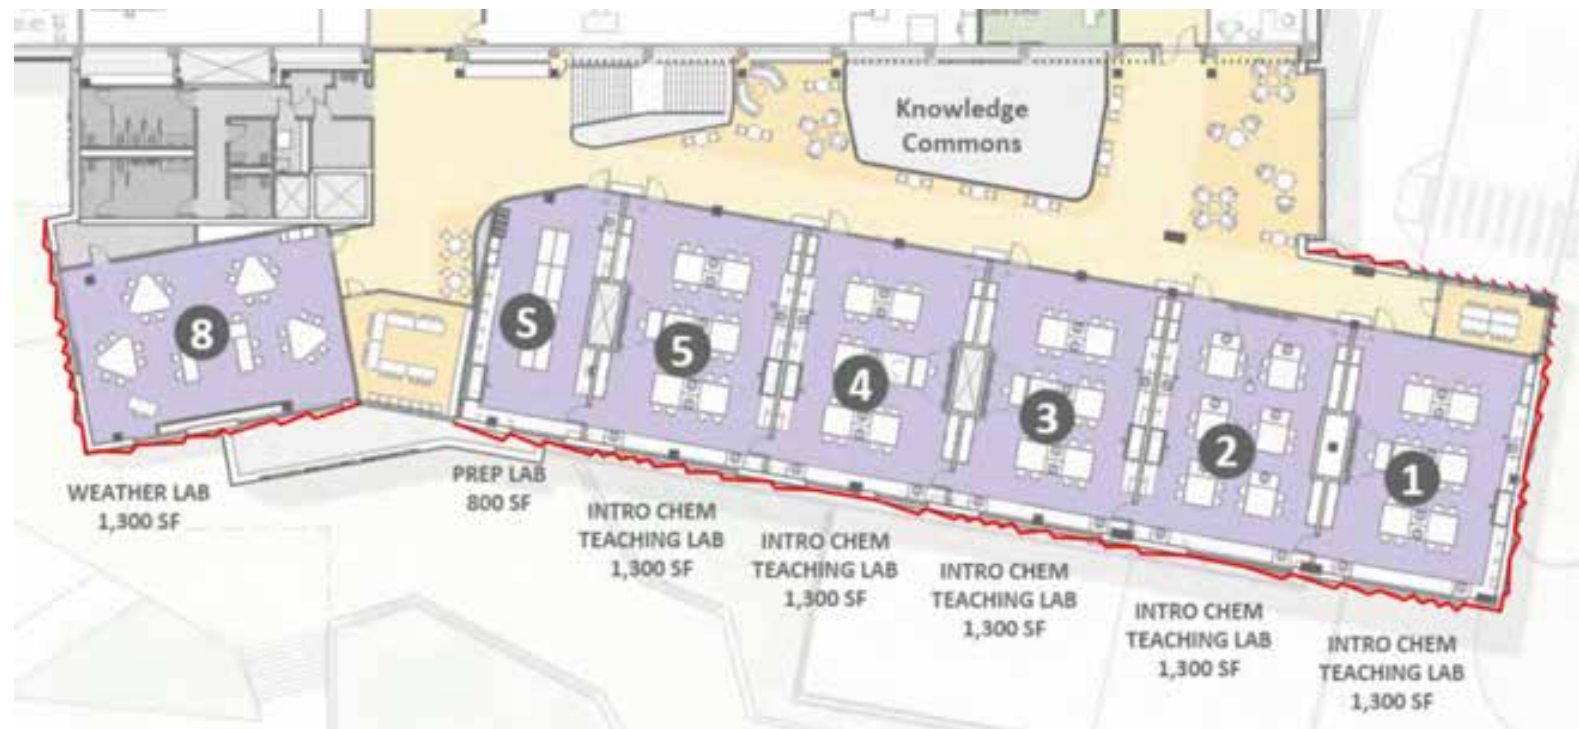 Knowledge
Commons
8
S
5
4
3
2
1
WEATHER LAB
1,300 SF
PREP LAB
800 SF
INTRO CHEM
TEACHING LAB
1,300 SF
INTRO CHEM
TEACHING LAB
1,300 SF
INTRO CHEM
TEACHING LAB
1,300 SF
INTRO CHEM
TEACHING LAB
1,300 SF
INTRO CHEM
TEACHING LAB
1,300 SF